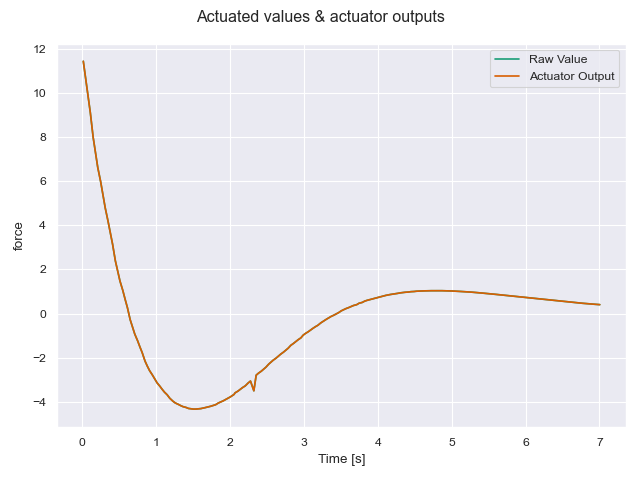 Actuated values & actuator outputs
Raw Value
Actuator Output
12
10
8
6
4
2
0
−2
−4
force
0 1 2 3 4 5 6 7
Time [s]